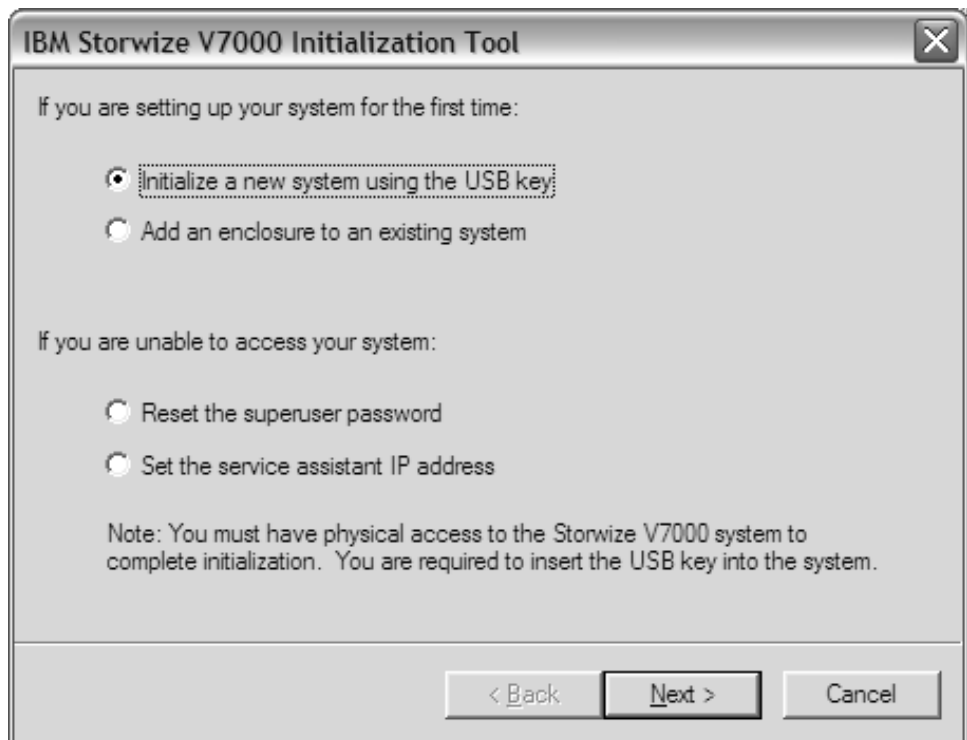 IBM Storwize V7000 Initialization Tool
If you are setting up your system for the first time:
Initialize a new system using the USB key
Add an enclosure to an existing system
If you are unable to access your system:
Reset the superuser password
Set the service assistant IP address
Note: You must have physical access to the Storwize V7000 system to
complete initialization.  You are required to insert the USB key into the system.
< Back Next > Cancel